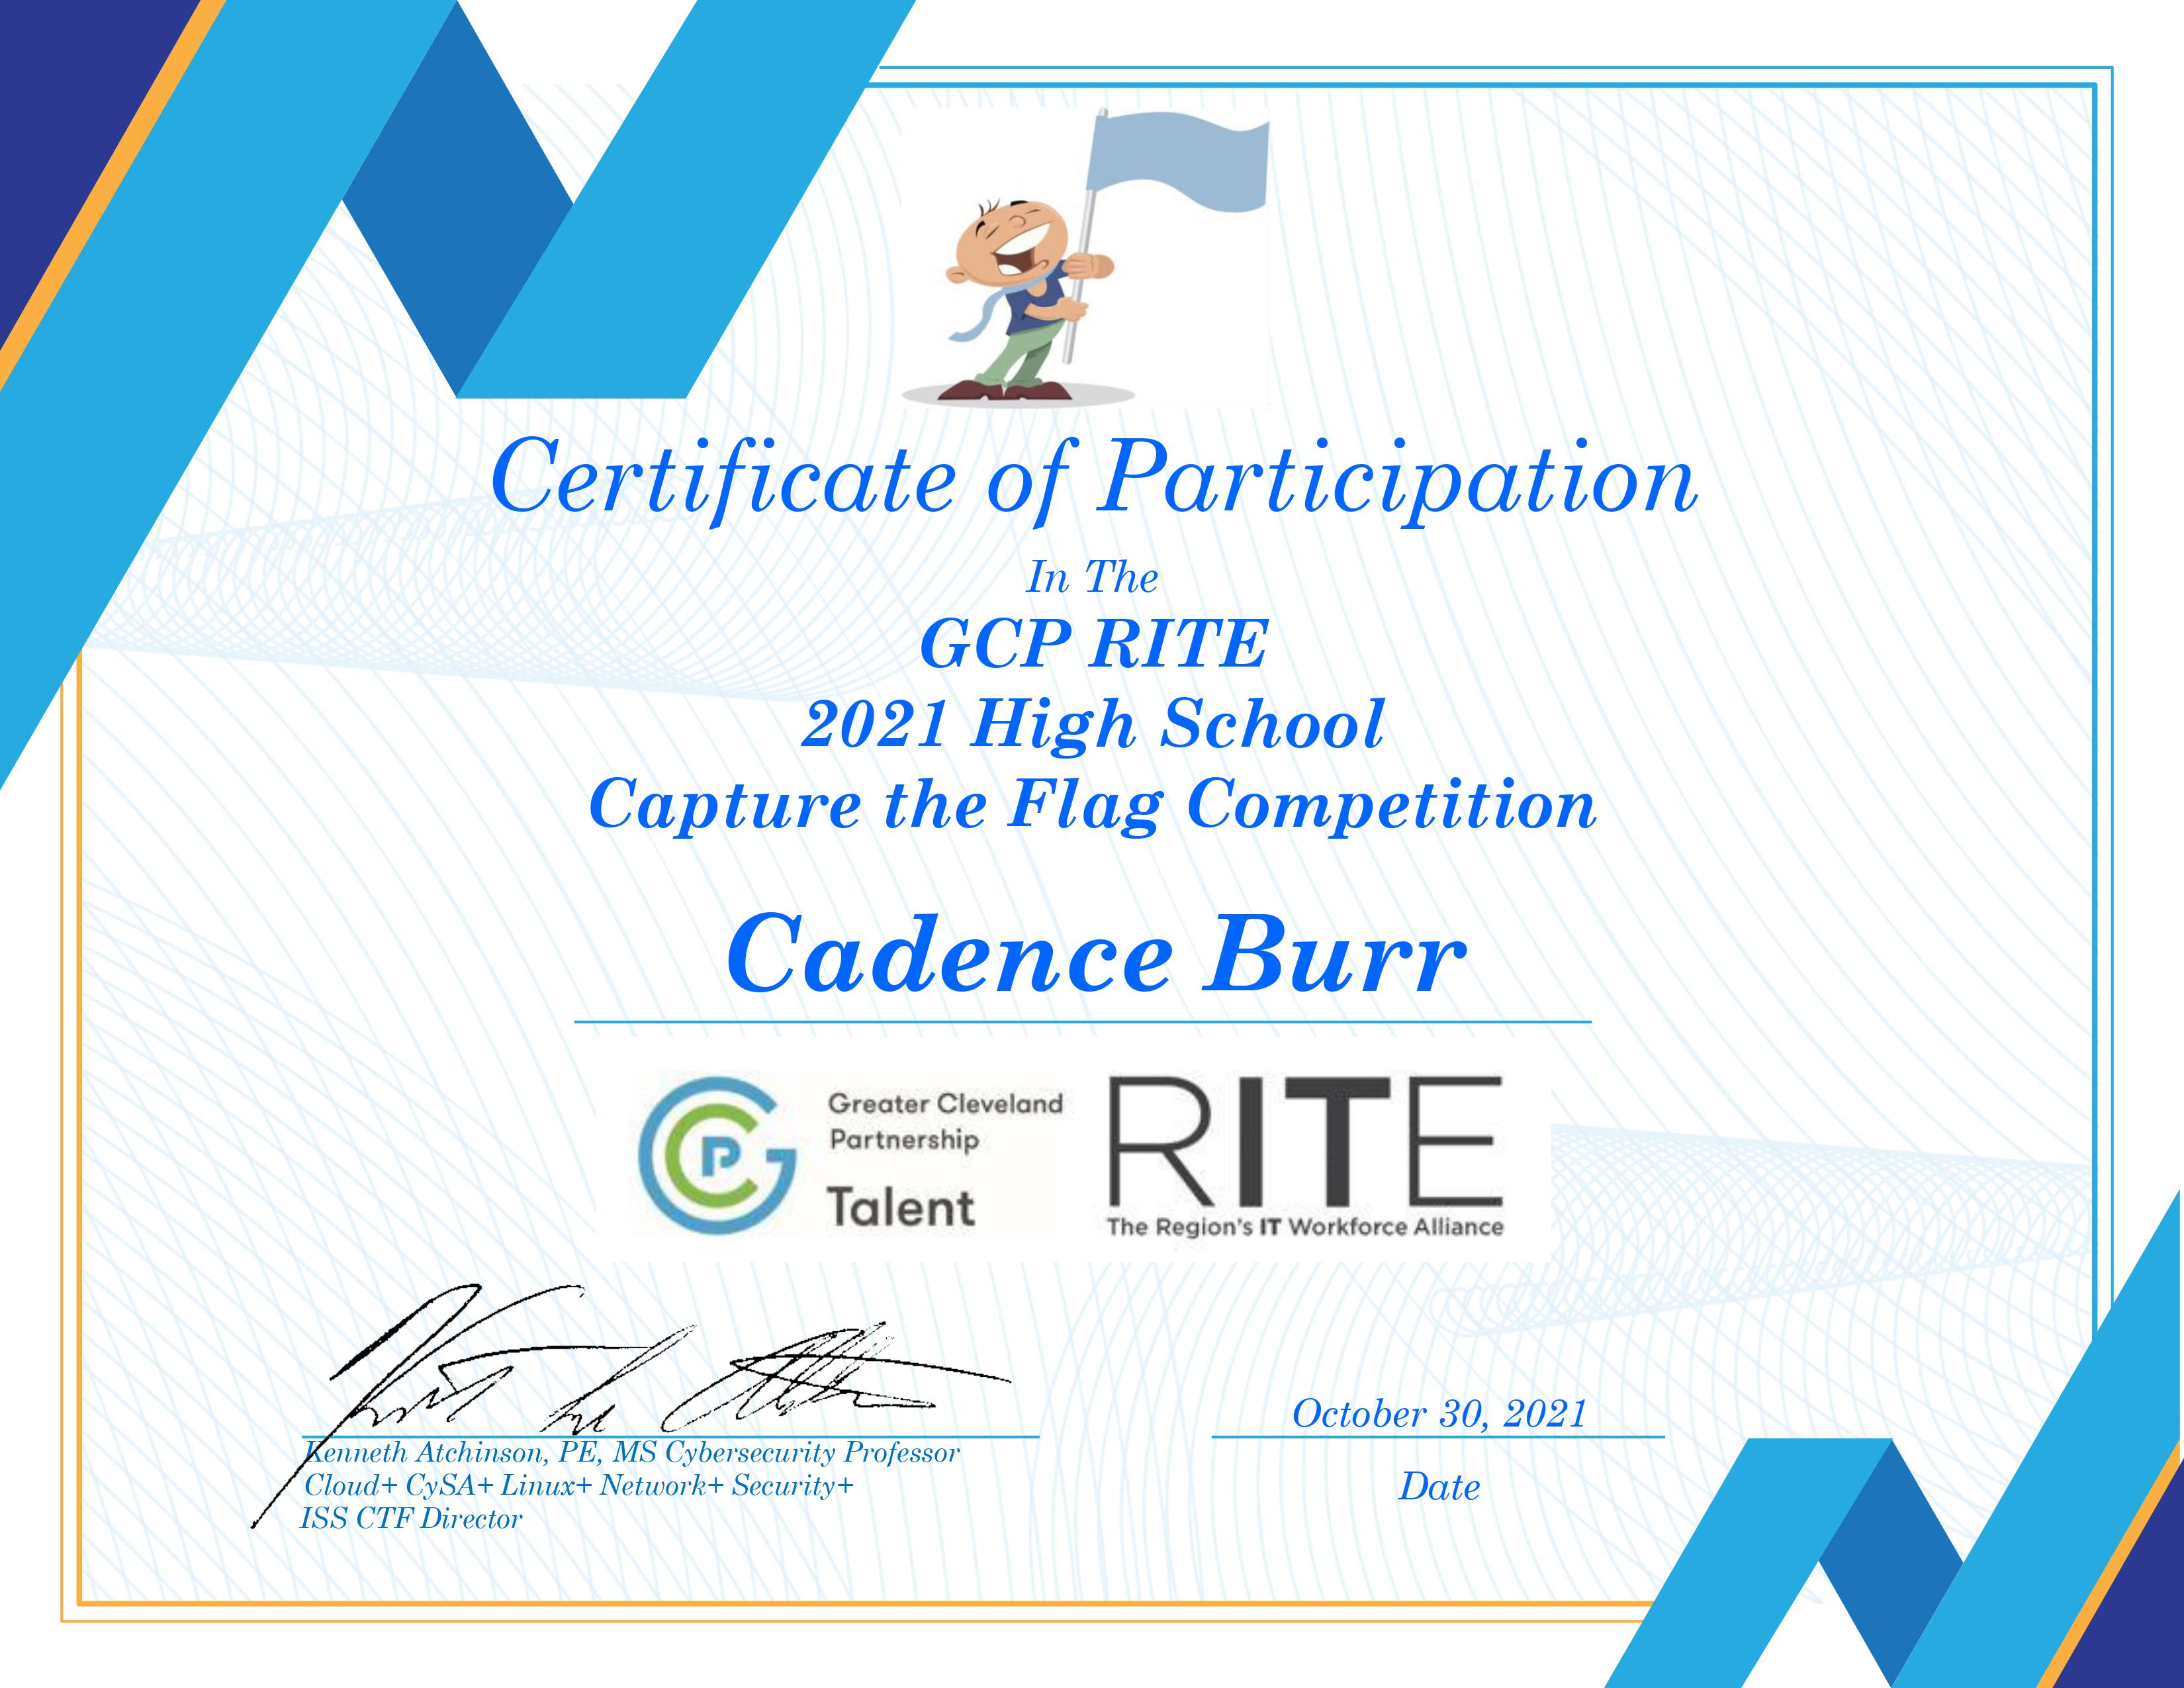 Certificate of Participation
In The
GCP RITE
2021 High School
Capture the Flag Competition
Cadence Burr
GCP
Greater Cleveland
Partnership
Talent
RITE
The Region's IT Workforce Alliance
Kenneth Atchinson, PE, MS Cybersecurity Professor
Cloud+ CySA+ Linux+ Network+ Security+
ISS CTF Director
October 30, 2021
Date